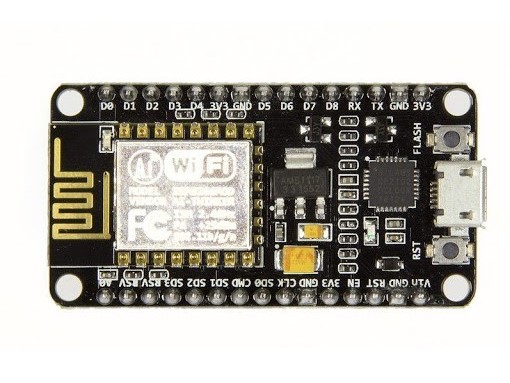 D0 D1 D2 D3 D4 3V3 GND D5 D6 D7 D8 RX TX GND 3V3
FLASH
Ai WiFi
FC
RST
A0 RSV RSV SD3 SD2 SD1 CMD SD0 CLK GND 3V3 EN RST GND Vin